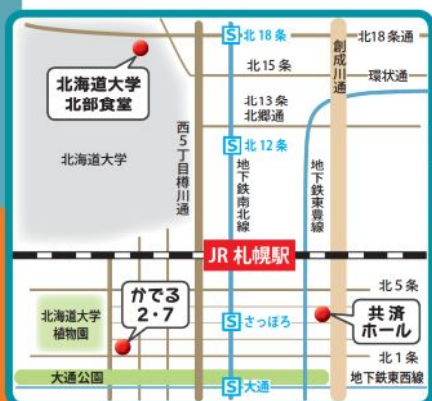 北18条
北18条通
創成川通
北15条
環状通
北海道大学
北部食堂
北13条
北郷通
北海道大学
西5丁目樽川通
北12条
地下鉄南北線
地下鉄東豊線
JR 札幌駅
北5条
かでる
2・7
北海道大学
植物園
さっぽろ
共済
ホール
北1条
大通公園
地下鉄東西線
大通